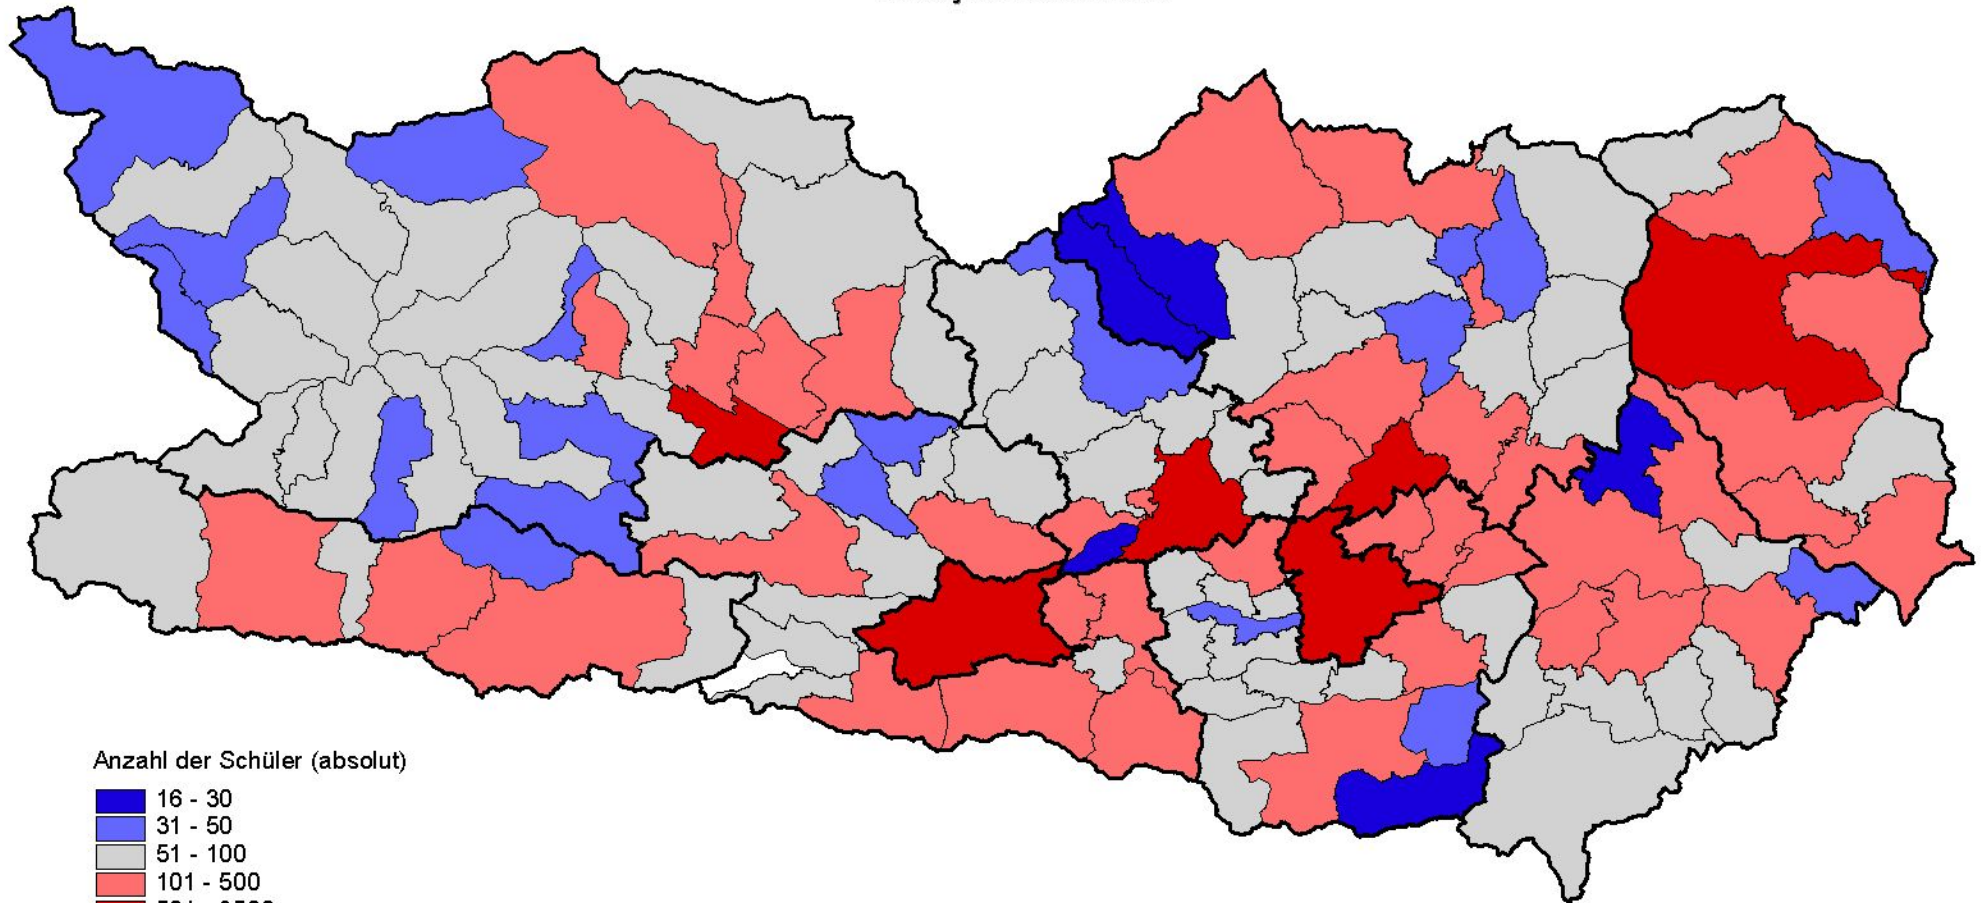 Anzahl der Schüler (absolut)
16 - 30
31 - 50
51 - 100
101 - 500